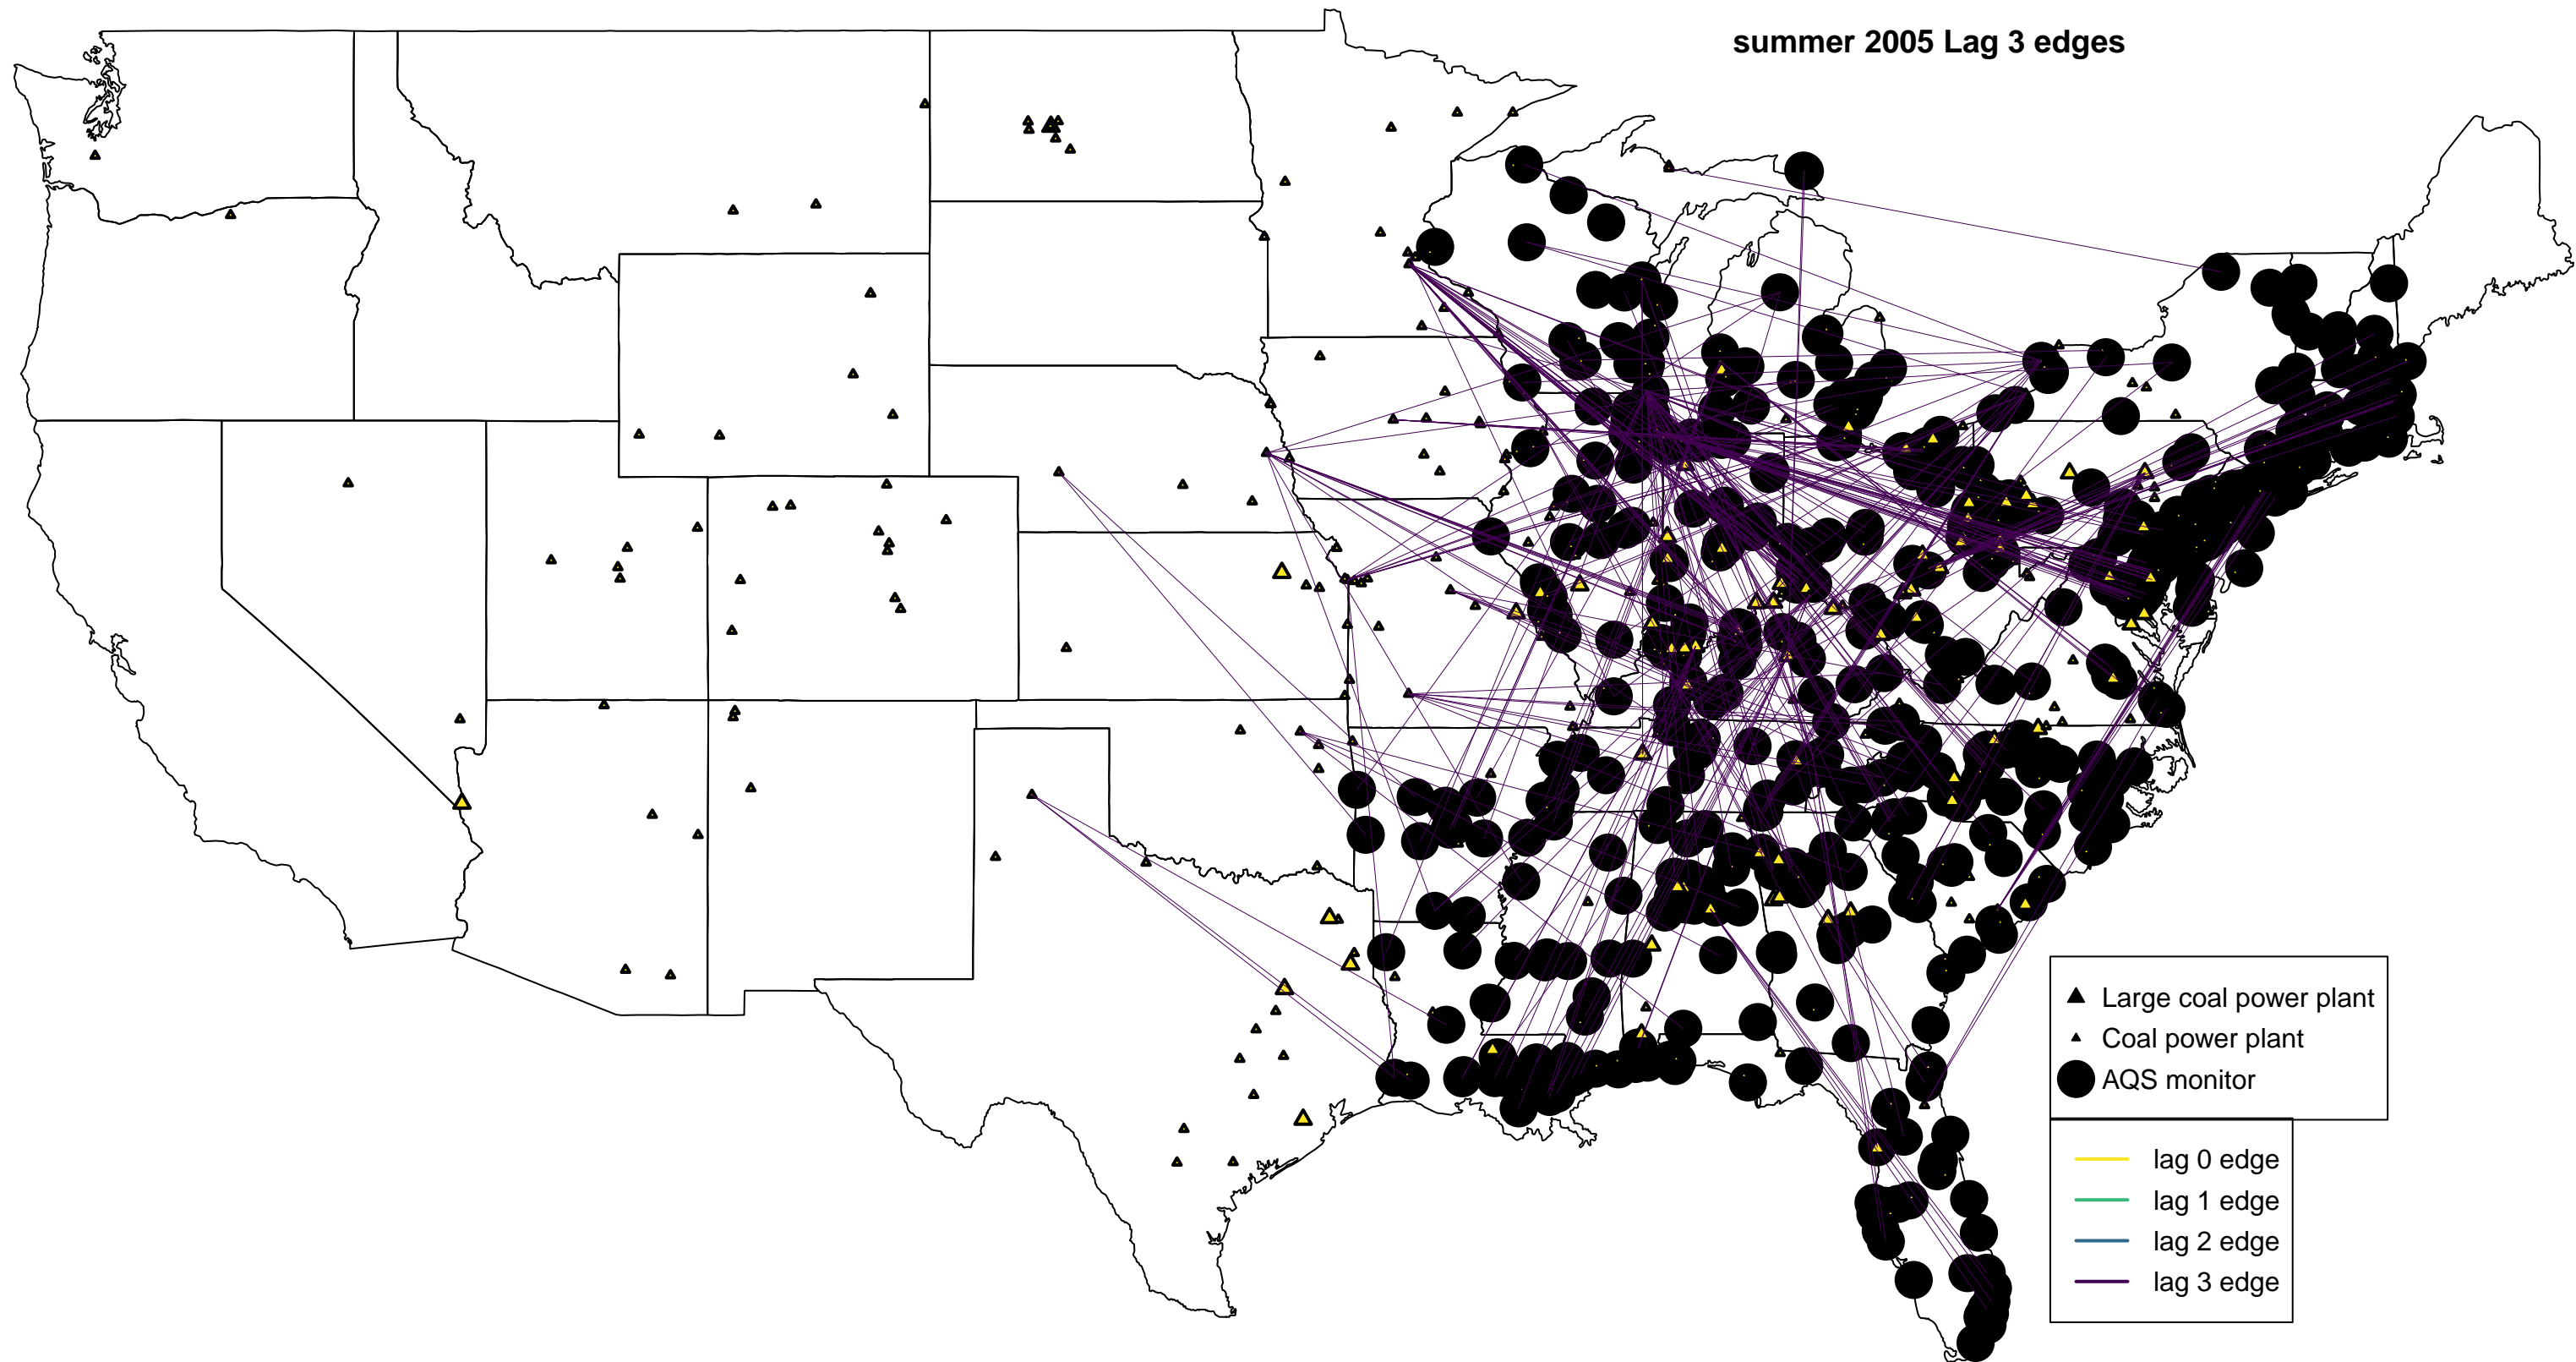 summer 2005 Lag 3 edges
Large coal power plant
Coal power plant
AQS monitor
lag 0 edge
lag 1 edge
lag 2 edge
lag 3 edge